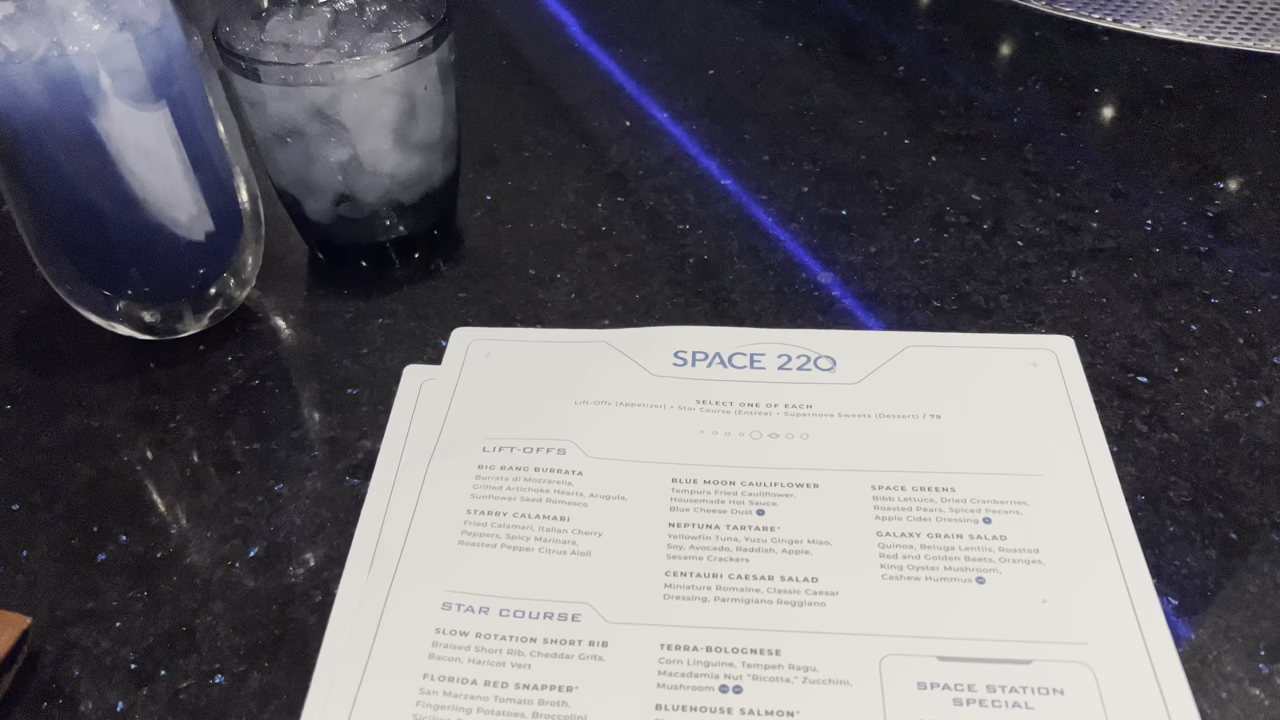 SPACE 220
SELECT ONE OF EACH
Lift-Offs (Appetizer) • Star Course (Entrée) • Supernova Sweets (Dessert) / 79
LIFT-OFFS
BIG BANG BURRATA
Burrata di Mozzarella,
Grilled Artichoke Hearts, Arugula,
Sunflower Seed Romesco
STARRY CALAMARI
Fried Calamari, Italian Cherry
Peppers, Spicy Marinara,
Roasted Pepper Citrus Aioli
BLUE MOON CAULIFLOWER
Tempura Fried Cauliflower,
Housemade Hot Sauce,
Blue Cheese Dust
NEPTUNA TARTARE*
Yellowfin Tuna, Yuzu Ginger Miso,
Soy, Avocado, Raddish, Apple,
Sesame Crackers
CENTAURI CAESAR SALAD
Miniature Romaine, Classic Caesar
Dressing, Parmigiano Reggiano
SPACE GREENS
Bibb Lettuce, Dried Cranberries,
Roasted Pears, Spiced Pecans,
Apple Cider Dressing
GALAXY GRAIN SALAD
Quinoa, Beluga Lentils, Roasted
Red and Golden Beets, Oranges,
King Oyster Mushroom,
Cashew Hummus
STAR COURSE
SLOW ROTATION SHORT RIB
Braised Short Rib, Cheddar Grits,
Bacon, Haricot Vert
FLORIDA RED SNAPPER*
San Marzano Tomato Broth,
Fingerling Potatoes, Broccolini
TERRA-BOLOGNESE
Corn Linguine, Tempeh Ragu,
Macadamia Nut "Ricotta," Zucchini,
Mushroom
BLUEHOUSE SALMON*
SPACE STATION
SPECIAL